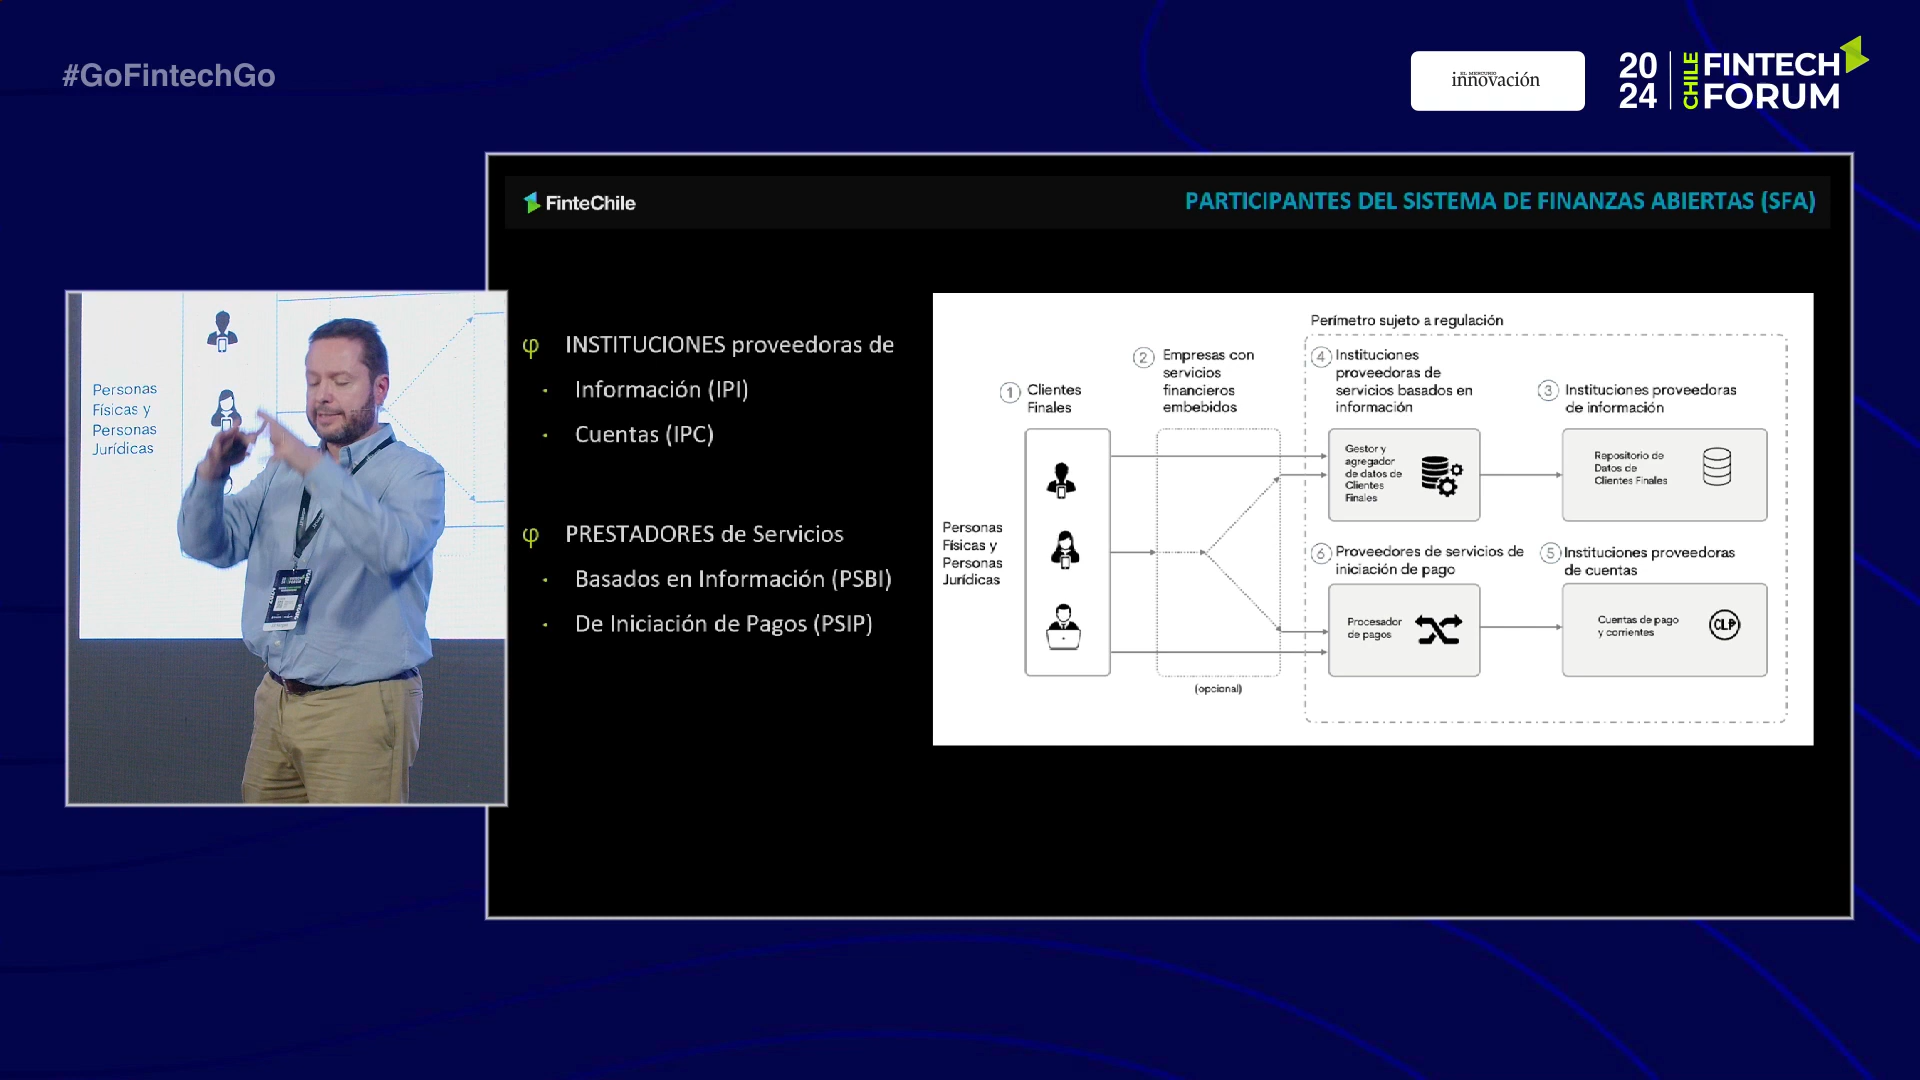 #GoFintechGo
EL MERCURIO
innovación
20
24
CHILE
FINTECH
FORUM
FinteChile
PARTICIPANTES DEL SISTEMA DE FINANZAS ABIERTAS (SFA)
Personas
Físicas y
Personas
Jurídicas
φ INSTITUCIONES proveedoras de
· Información (IPI)
· Cuentas (IPC)
φ PRESTADORES de Servicios
· Basados en Información (PSBI)
· De Iniciación de Pagos (PSIP)
Perímetro sujeto a regulación
1 Clientes
Finales
2 Empresas con
servicios
financieros
embebidos
4 Instituciones
proveedoras de
servicios basados en
información
3 Instituciones proveedoras
de información
Gestor y
agregador
de datos de
Clientes
Finales
Repositorio de
Datos de
Clientes Finales
Personas
Físicas y
Personas
Jurídicas
6 Proveedores de servicios de
iniciación de pago
5 Instituciones proveedoras
de cuentas
Procesador
de pagos
Cuentas de pago
y corrientes
CLP
(opcional)